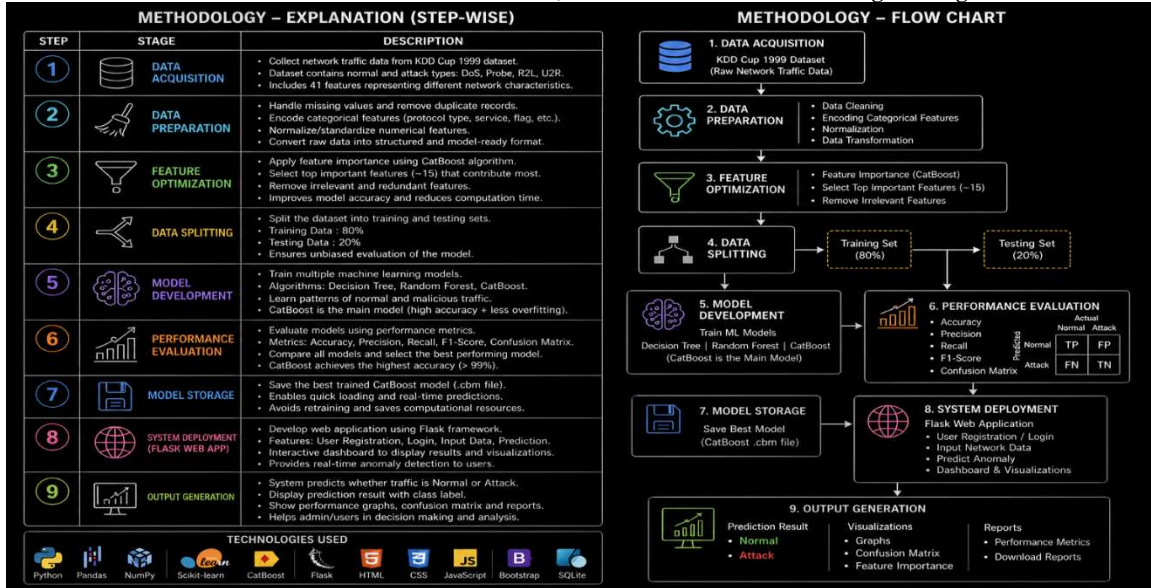 METHODOLOGY – EXPLANATION (STEP-WISE)
STEP STAGE DESCRIPTION
1 DATA ACQUISITION
• Collect network traffic data from KDD Cup 1999 dataset.
• Dataset contains normal and attack types: DoS, Probe, R2L, U2R.
• Includes 41 features representing different network characteristics.
2 DATA PREPARATION
• Handle missing values and remove duplicate records.
• Encode categorical features (protocol type, service, flag, etc.).
• Normalize/standardize numerical features.
• Convert raw data into structured and model-ready format.
3 FEATURE OPTIMIZATION
• Apply feature importance using CatBoost algorithm.
• Select top important features (~15) that contribute most.
• Remove irrelevant and redundant features.
• Improves model accuracy and reduces computation time.
4 DATA SPLITTING
• Split the dataset into training and testing sets.
• Training Data : 80%
• Testing Data : 20%
• Ensures unbiased evaluation of the model.
5 MODEL DEVELOPMENT
• Train multiple machine learning models.
• Algorithms: Decision Tree, Random Forest, CatBoost.
• Learn patterns of normal and malicious traffic.
• CatBoost is the main model (high accuracy + less overfitting).
6 PERFORMANCE EVALUATION
• Evaluate models using performance metrics.
• Metrics: Accuracy, Precision, Recall, F1-Score, Confusion Matrix.
• Compare all models and select the best performing model.
• CatBoost achieves the highest accuracy (> 99%).
7 MODEL STORAGE
• Save the best trained CatBoost model (.cbm file).
• Enables quick loading and real-time predictions.
• Avoids retraining and saves computational resources.
8 SYSTEM DEPLOYMENT (FLASK WEB APP)
• Develop web application using Flask framework.
• Features: User Registration, Login, Input Data, Prediction.
• Interactive dashboard to display results and visualizations.
• Provides real-time anomaly detection to users.
9 OUTPUT GENERATION
• System predicts whether traffic is Normal or Attack.
• Display prediction result with class label.
• Show performance graphs, confusion matrix and reports.
• Helps admin/users in decision making and analysis.
TECHNOLOGIES USED
learn JS B
Python Pandas NumPy Scikit-learn CatBoost Flask HTML CSS JavaScript Bootstrap SQLite
METHODOLOGY – FLOW CHART
1. DATA ACQUISITION
KDD Cup 1999 Dataset
(Raw Network Traffic Data)
2. DATA
PREPARATION
• Data Cleaning
• Encoding Categorical Features
• Normalization
• Data Transformation
3. FEATURE
OPTIMIZATION
• Feature Importance (CatBoost)
• Select Top Important Features (~15)
• Remove Irrelevant Features
4. DATA
SPLITTING
Training Set
(80%)
Testing Set
(20%)
5. MODEL
DEVELOPMENT
Train ML Models
Decision Tree | Random Forest | CatBoost
(CatBoost is the Main Model)
6. PERFORMANCE EVALUATION
• Accuracy
• Precision
• Recall
• F1-Score
• Confusion Matrix
Actual
Normal Attack
Predicted
Normal TP FP
Attack FN TN
7. MODEL STORAGE
Save Best Model
(CatBoost .cbm file)
8. SYSTEM DEPLOYMENT
Flask Web Application
• User Registration / Login
• Input Network Data
• Predict Anomaly
• Dashboard & Visualizations
9. OUTPUT GENERATION
Prediction Result
• Normal
• Attack
Visualizations
• Graphs
• Confusion Matrix
• Feature Importance
Reports
• Performance Metrics
• Download Reports